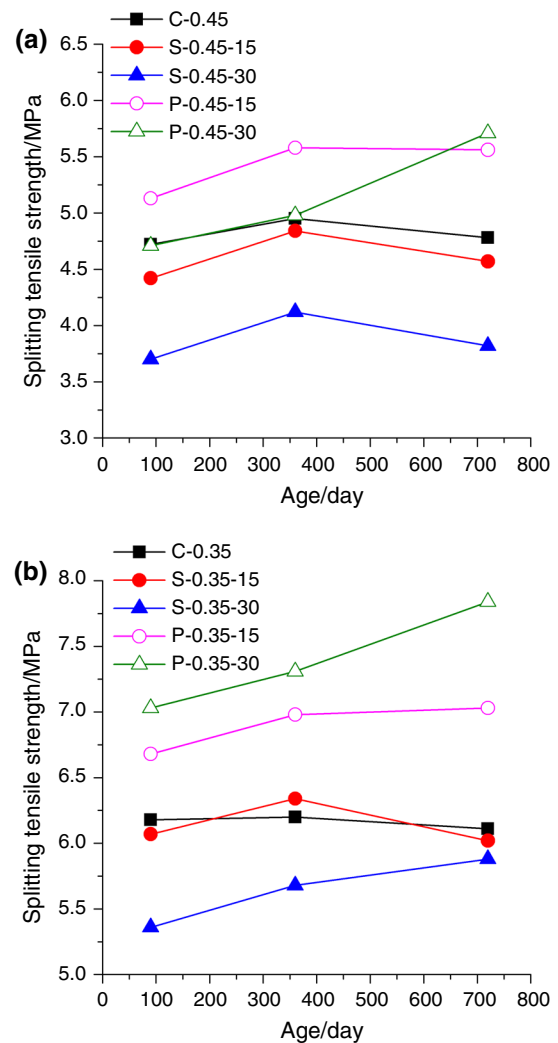 (a)
C-0.45
S-0.45-15
S-0.45-30
P-0.45-15
P-0.45-30
6.5
6.0
5.5
5.0
4.5
4.0
3.5
3.0
Splitting tensile strength/MPa
0 100 200 300 400 500 600 700 800
Age/day
(b)
C-0.35
S-0.35-15
S-0.35-30
P-0.35-15
P-0.35-30
8.0
7.5
7.0
6.5
6.0
5.5
5.0
Splitting tensile strength/MPa
0 100 200 300 400 500 600 700 800
Age/day